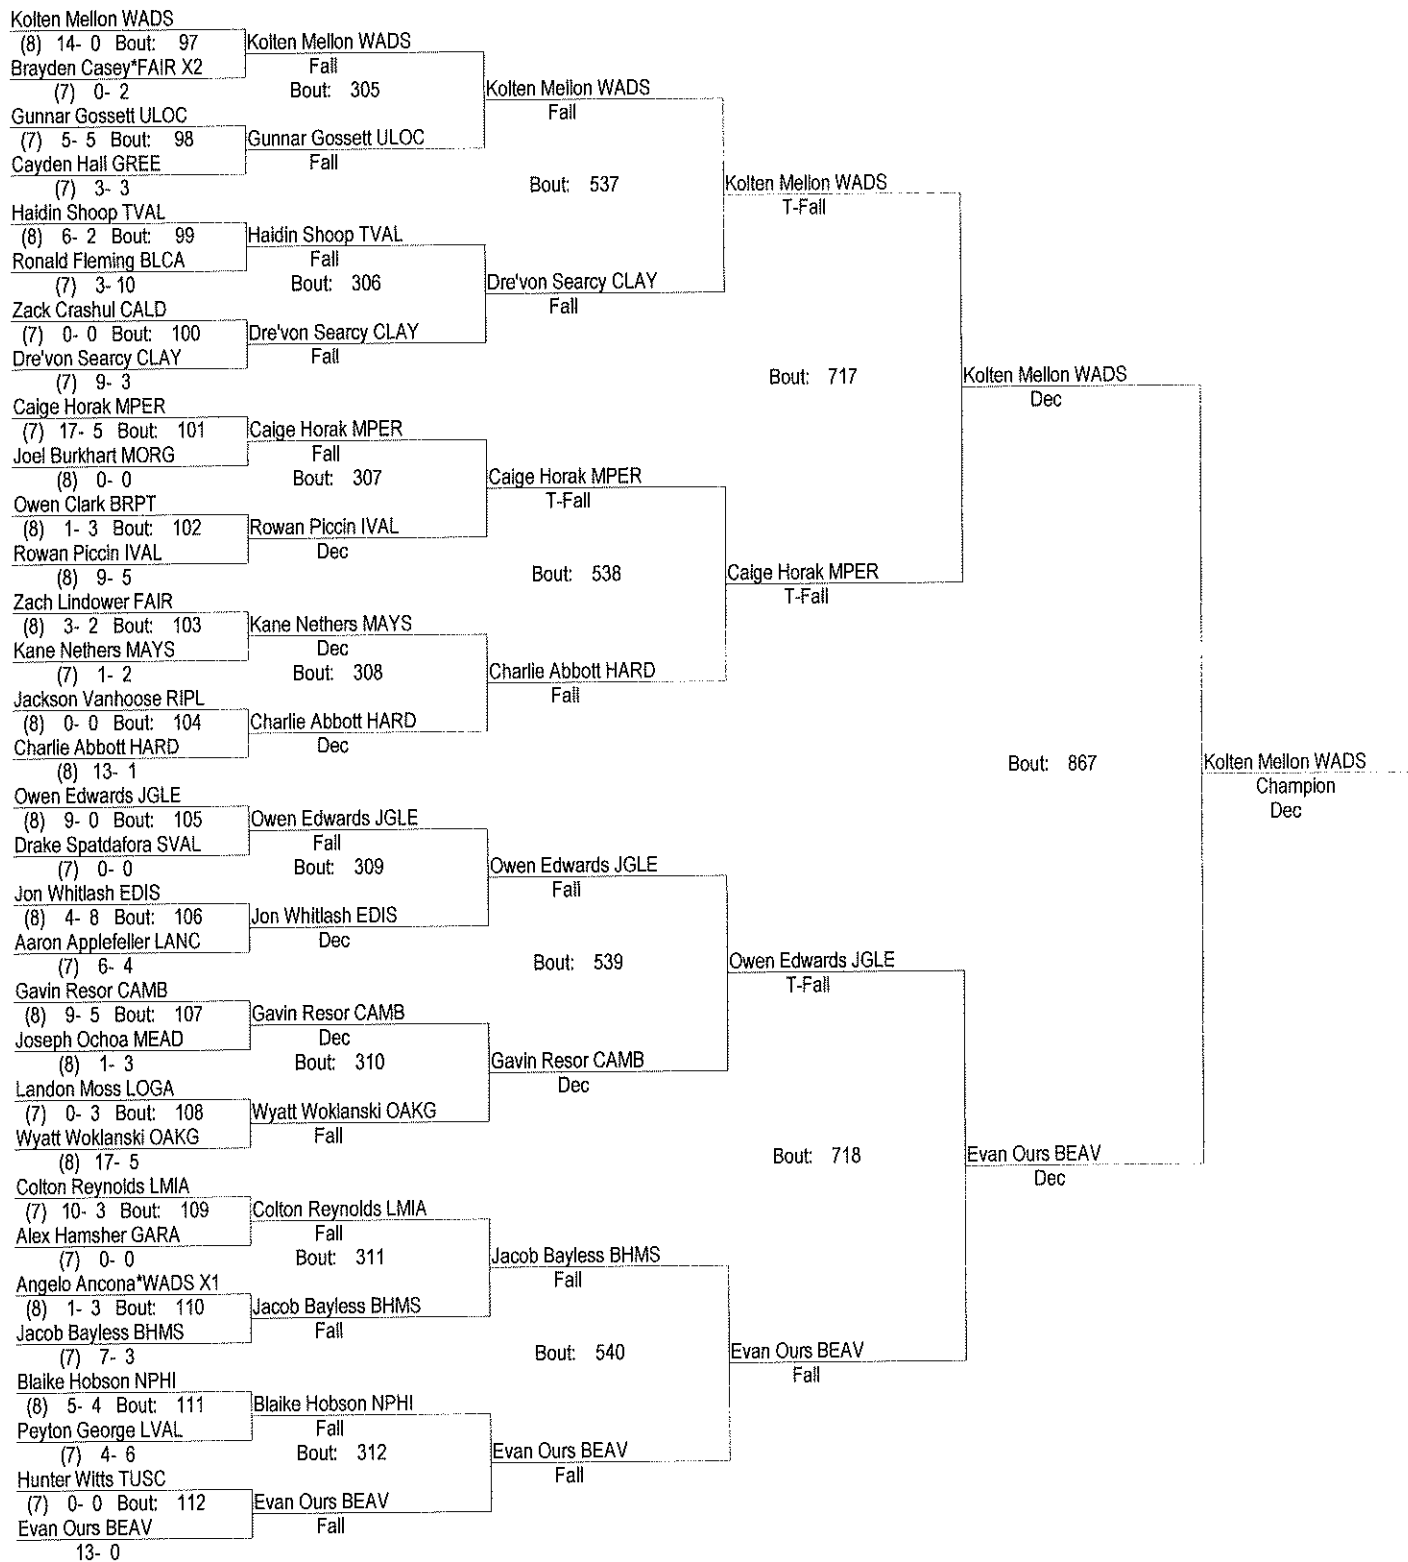 Kolten Mellon WADS
(8) 14- 0 Bout: 97
Brayden Casey*FAIR X2
(7) 0- 2
Gunnar Gossett ULOC
(7) 5- 5 Bout: 98
Cayden Hall GREE
(7) 3- 3
Haidin Shoop TVAL
(8) 6- 2 Bout: 99
Ronald Fleming BLCA
(7) 3- 10
Zack Crashul CALD
(7) 0- 0 Bout: 100
Dre'von Searcy CLAY
(7) 9- 3
Caige Horak MPER
(7) 17- 5 Bout: 101
Joel Burkhart MORG
(8) 0- 0
Owen Clark BRPT
(8) 1- 3 Bout: 102
Rowan Piccin IVAL
(8) 9- 5
Zach Lindower FAIR
(8) 3- 2 Bout: 103
Kane Nethers MAYS
(7) 1- 2
Jackson Vanhoose RIPL
(8) 0- 0 Bout: 104
Charlie Abbott HARD
(8) 13- 1
Owen Edwards JGLE
(8) 9- 0 Bout: 105
Drake Spatdafora SVAL
(7) 0- 0
Jon Whitlash EDIS
(8) 4- 8 Bout: 106
Aaron Applefeller LANC
(7) 6- 4
Gavin Resor CAMB
(8) 9- 5 Bout: 107
Joseph Ochoa MEAD
(8) 1- 3
Landon Moss LOGA
(7) 0- 3 Bout: 108
Wyatt Woklanski OAKG
(8) 17- 5
Colton Reynolds LMIA
(7) 10- 3 Bout: 109
Alex Hamsher GARA
(7) 0- 0
Angelo Ancona*WADS X1
(8) 1- 3 Bout: 110
Jacob Bayless BHMS
(7) 7- 3
Blaike Hobson NPHI
(8) 5- 4 Bout: 111
Peyton George LVAL
(7) 4- 6
Hunter Witts TUSC
(7) 0- 0 Bout: 112
Evan Ours BEAV
13- 0
Kolten Mellon WADS
Fall
Bout: 305
Gunnar Gossett ULOC
Fall
Haidin Shoop TVAL
Fall
Bout: 306
Dre'von Searcy CLAY
Fall
Caige Horak MPER
Fall
Bout: 307
Rowan Piccin IVAL
Dec
Kane Nethers MAYS
Dec
Bout: 308
Charlie Abbott HARD
Dec
Owen Edwards JGLE
Fall
Bout: 309
Jon Whitlash EDIS
Dec
Gavin Resor CAMB
Dec
Bout: 310
Wyatt Woklanski OAKG
Fall
Colton Reynolds LMIA
Fall
Bout: 311
Jacob Bayless BHMS
Fall
Blaike Hobson NPHI
Fall
Bout: 312
Evan Ours BEAV
Fall
Kolten Mellon WADS
Fall
Bout: 537
Dre'von Searcy CLAY
Fall
Caige Horak MPER
T-Fall
Bout: 538
Charlie Abbott HARD
Fall
Owen Edwards JGLE
Fall
Bout: 539
Gavin Resor CAMB
Dec
Jacob Bayless BHMS
Fall
Bout: 540
Evan Ours BEAV
Fall
Kolten Mellon WADS
T-Fall
Bout: 717
Caige Horak MPER
T-Fall
Owen Edwards JGLE
T-Fall
Bout: 718
Evan Ours BEAV
Fall
Kolten Mellon WADS
Dec
Bout: 867
Evan Ours BEAV
Dec
Kolten Mellon WADS
Champion
Dec